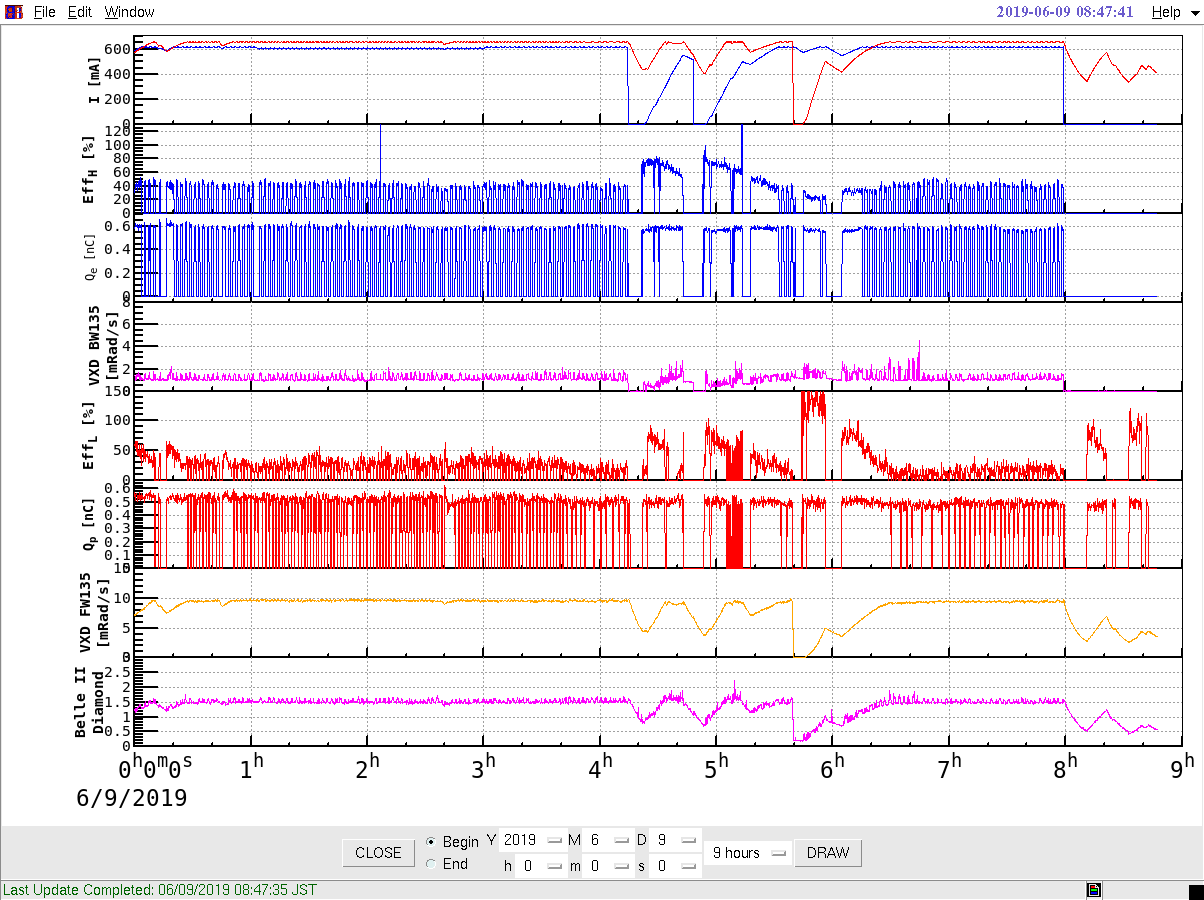 File Edit Window 2019-06-09 08:47:41 Help
I [mA]
600
400
200
0
EffH [%]
120
100
80
60
40
20
0
Qe [nC]
0.6
0.4
0.2
0
VXD BW135
[mRad/s]
8
6
4
2
EffL [%]
150
100
50
0
Qp [nC]
0.6
0.5
0.4
0.3
0.2
0.1
VXD FW135
[mRad/s]
15
10
5
0
Belle II
Diamond
2.5
2
1.5
1
0.5
0
0h0m0s 1h 2h 3h 4h 5h 6h 7h 8h 9h
6/9/2019
CLOSE Begin Y 2019 M 6 D 9 9 hours DRAW
End h 0 m 0 s 0
Last Update Completed: 06/09/2019 08:47:35 JST